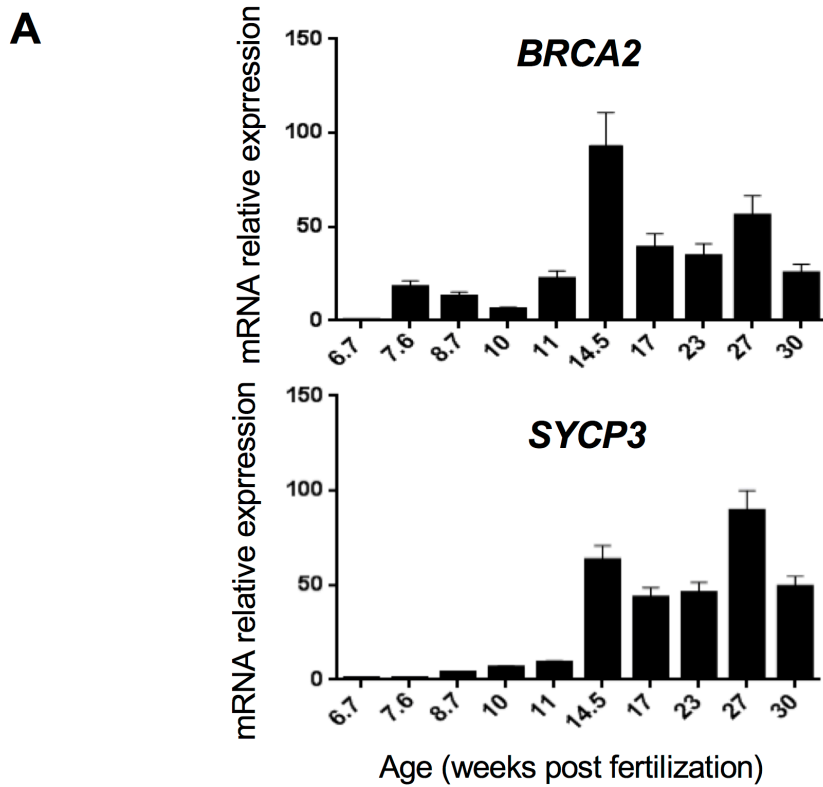 A
BRCA2
mRNA relative exprression
150
100
50
0
6.7 7.6 8.7 10 11 14.5 17 23 27 30
SYCP3
mRNA relative exprression
150
100
50
0
6.7 7.6 8.7 10 11 14.5 17 23 27 30
Age (weeks post fertilization)